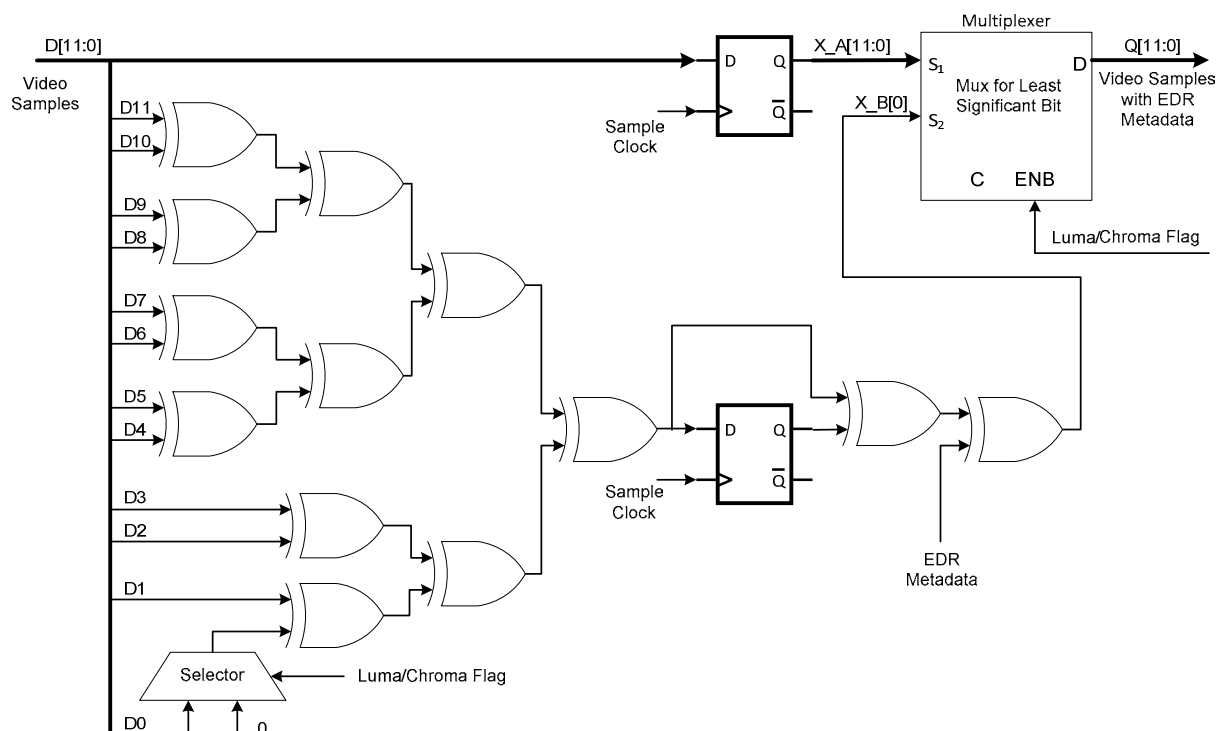 Multiplexer
D[11:0]
X_A[11:0]
Q[11:0]
Video
Samples
D
Q
Q
Sample
Clock
S1
S2
D
Mux for Least
Significant Bit
C
ENB
X_B[0]
Video Samples
with EDR
Metadata
Luma/Chroma Flag
D11
D10
D9
D8
D7
D6
D5
D4
D
Q
Q
Sample
Clock
D3
D2
D1
EDR
Metadata
Selector
Luma/Chroma Flag
D0
0